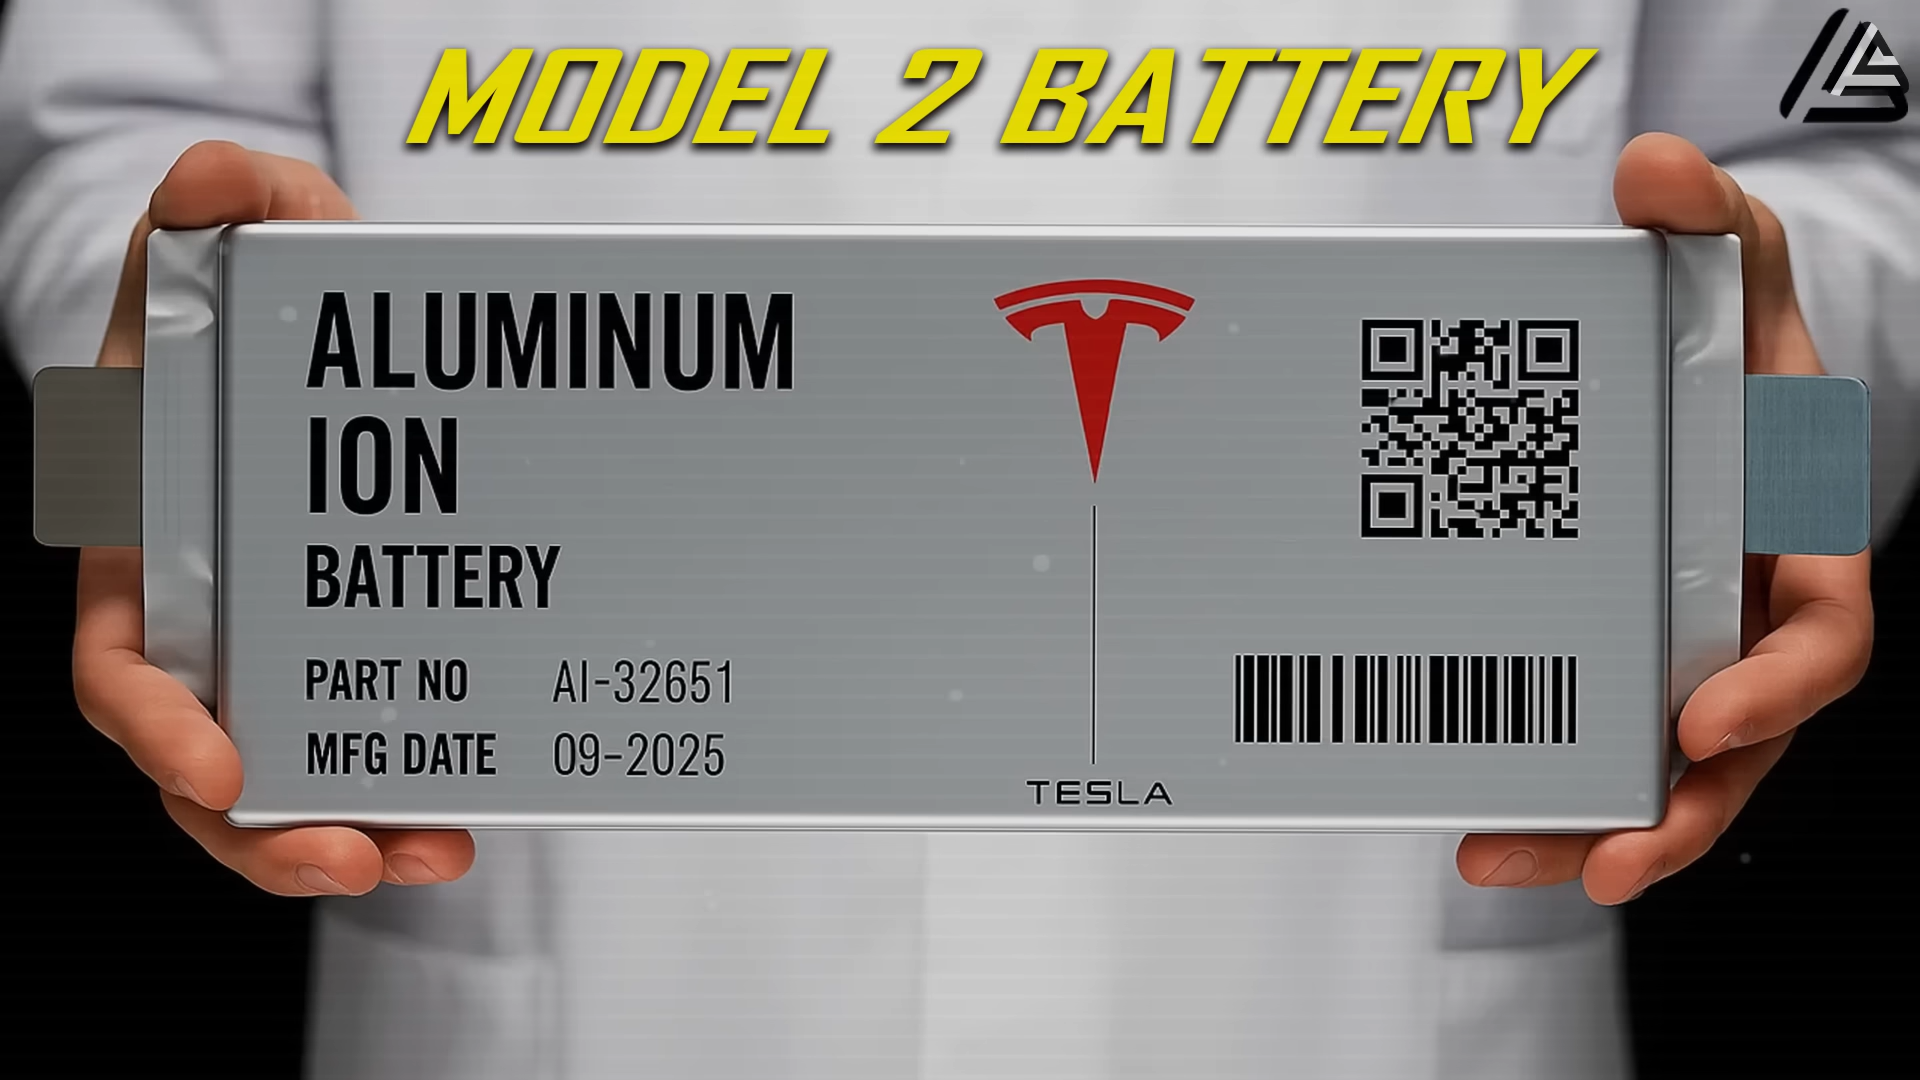 MODEL 2 BATTERY
ALUMINUM
ION
BATTERY
PART NO AI-32651
MFG DATE 09-2025
TESLA